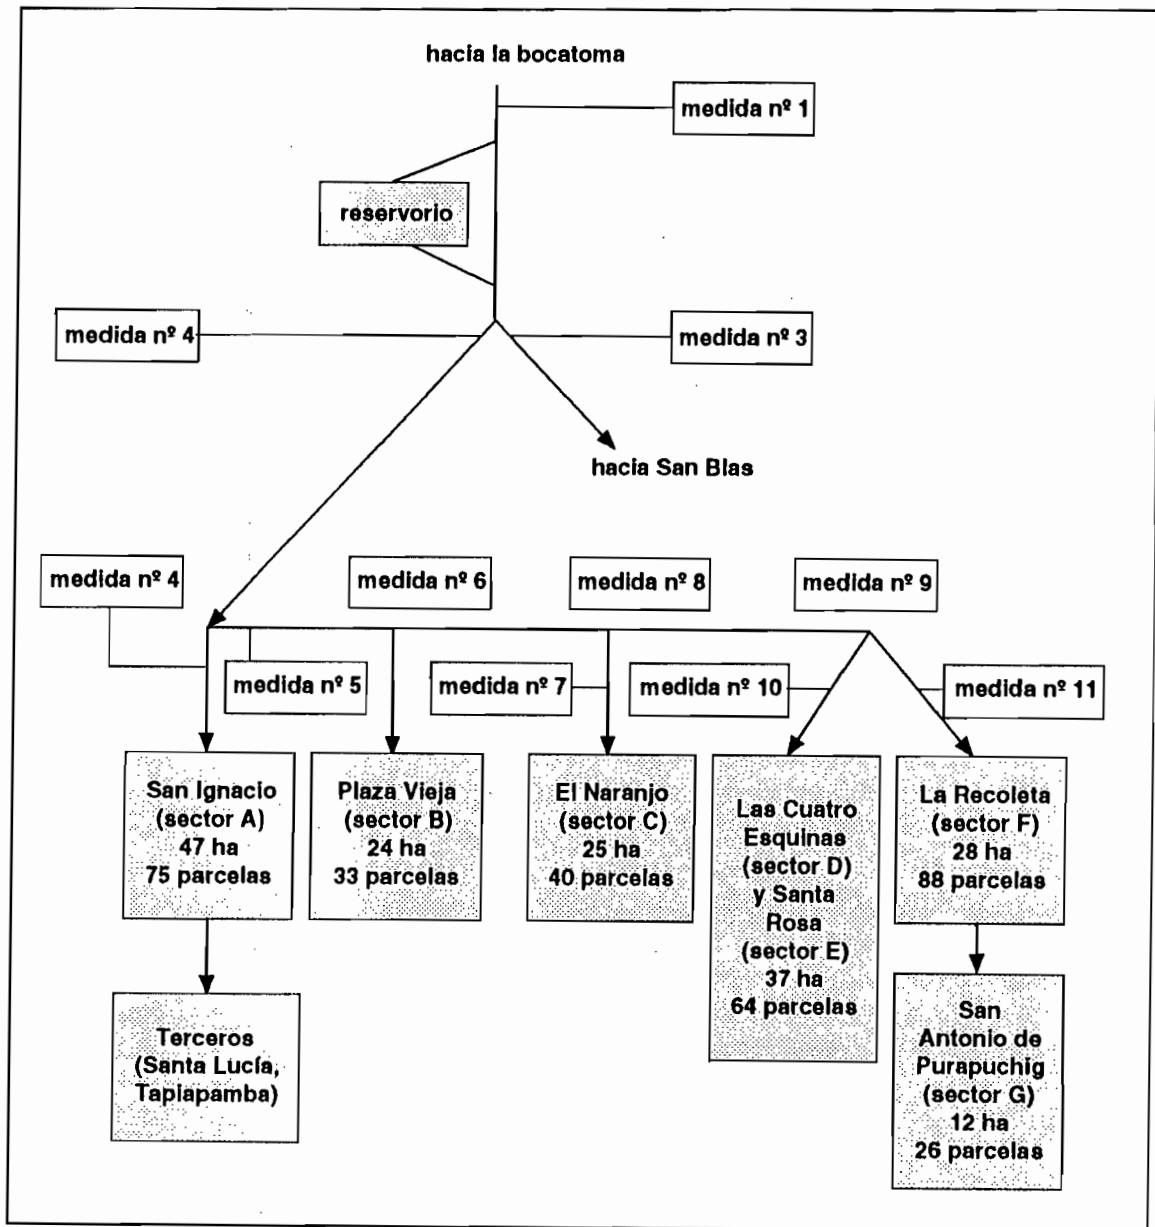 hacia la bocatoma
medida nº 1
reservorio
medida nº 4
medida nº 3
hacia San Blas
medida nº 4
medida nº 6
medida nº 8
medida nº 9
medida nº 5
medida nº 7
medida nº 10
medida nº 11
San Ignacio
(sector A)
47 ha
75 parcelas
Plaza Vieja
(sector B)
24 ha
33 parcelas
El Naranjo
(sector C)
25 ha
40 parcelas
Las Cuatro
Esquinas
(sector D)
y Santa
Rosa
(sector E)
37 ha
64 parcelas
La Recoleta
(sector F)
28 ha
88 parcelas
Terceros
(Santa Lucía,
Tapiapamba)
San
Antonio de
Purapuchig
(sector G)
12 ha
26 parcelas